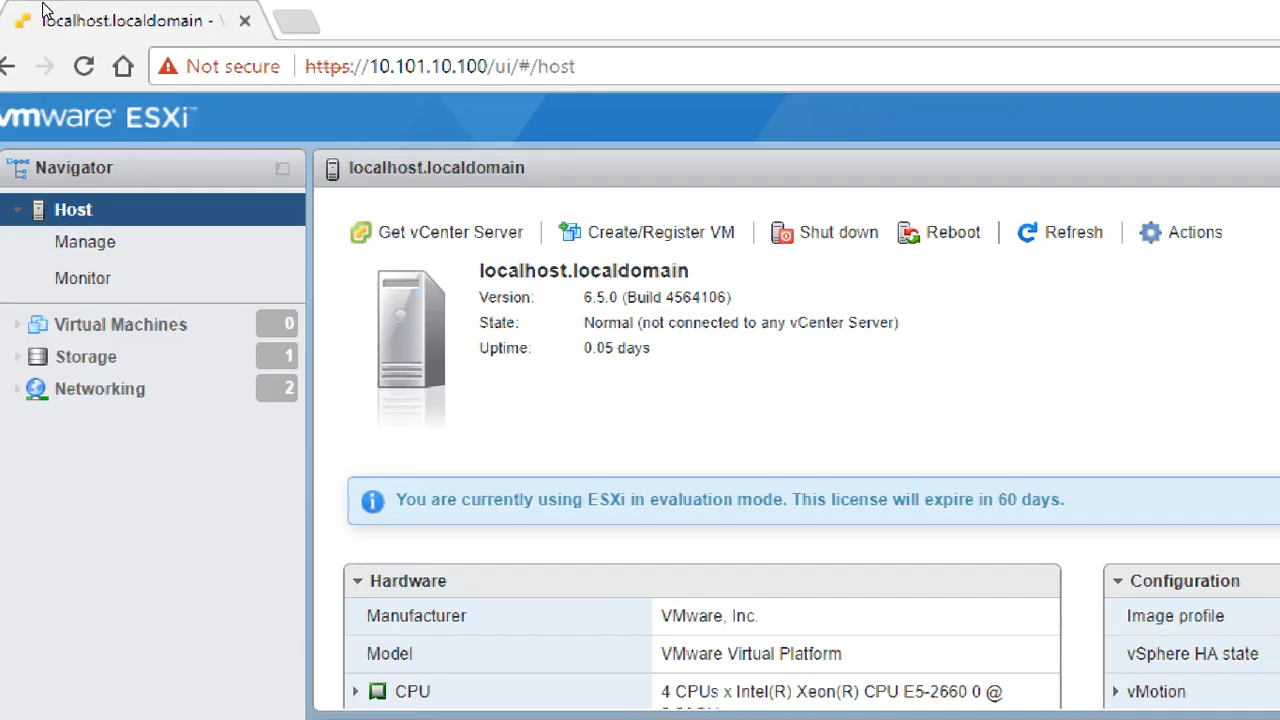 localhost.localdomain -
Not secure https://10.101.10.100/ui/#/host
vmware ESXi™
Navigator
localhost.localdomain
Host
Manage
Monitor
Virtual Machines 0
Storage 1
Networking 2
Get vCenter Server Create/Register VM Shut down Reboot Refresh Actions
localhost.localdomain
Version: 6.5.0 (Build 4564106)
State: Normal (not connected to any vCenter Server)
Uptime: 0.05 days
You are currently using ESXi in evaluation mode. This license will expire in 60 days.
Hardware
Manufacturer VMware, Inc.
Model VMware Virtual Platform
CPU 4 CPUs x Intel(R) Xeon(R) CPU E5-2660 0 @
Configuration
Image profile
vSphere HA state
vMotion